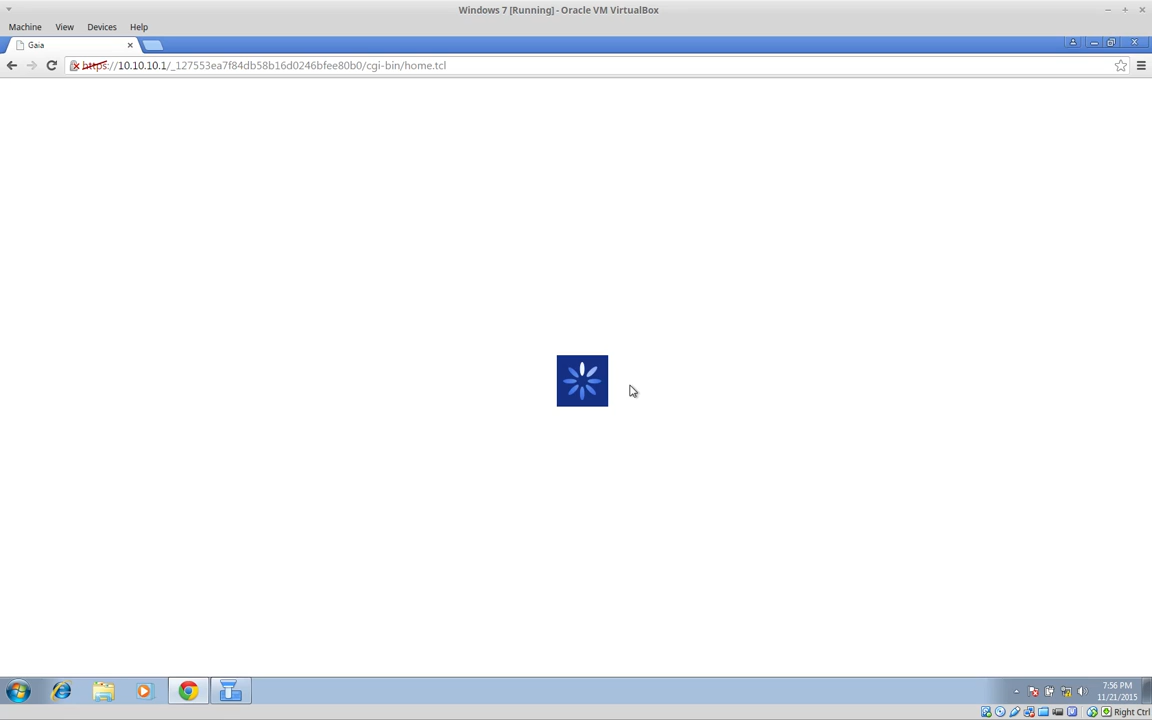 Windows 7 [Running] - Oracle VM VirtualBox
Machine View Devices Help
Gaia
https://10.10.10.1/_127553ea7f84db58b16d0246bfee80b0/cgi-bin/home.tcl
7:56 PM
11/21/2015
Right Ctrl